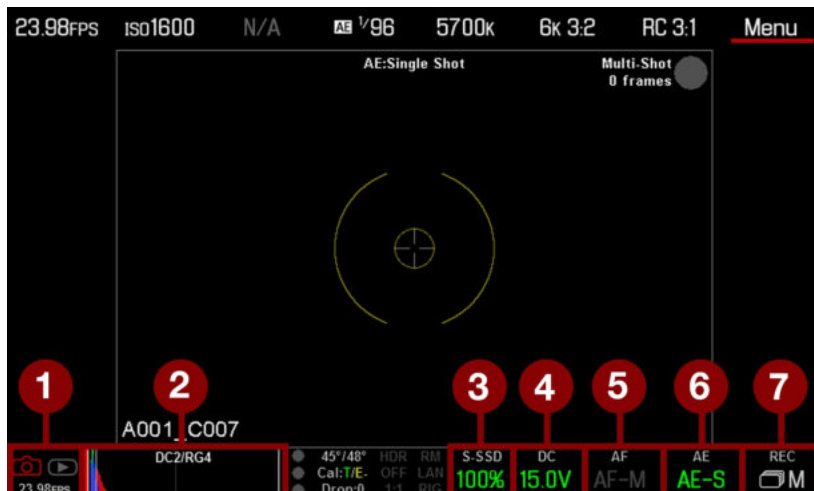 23.98FPS ISO1600 N/A AE 1/96 5700K 6K 3:2 RC 3:1 Menu
AE:Single Shot
Multi-Shot
0 frames
1 2 3 4 5 6 7
A001_C007
DC2/RG4
45°/48° HDR RM
Cal:T/E- OFF LAN
Drop:0 1:1 RIG
S-SSD DC AF AE REC
100% 15.0V AF-M AE-S M
23.98FPS